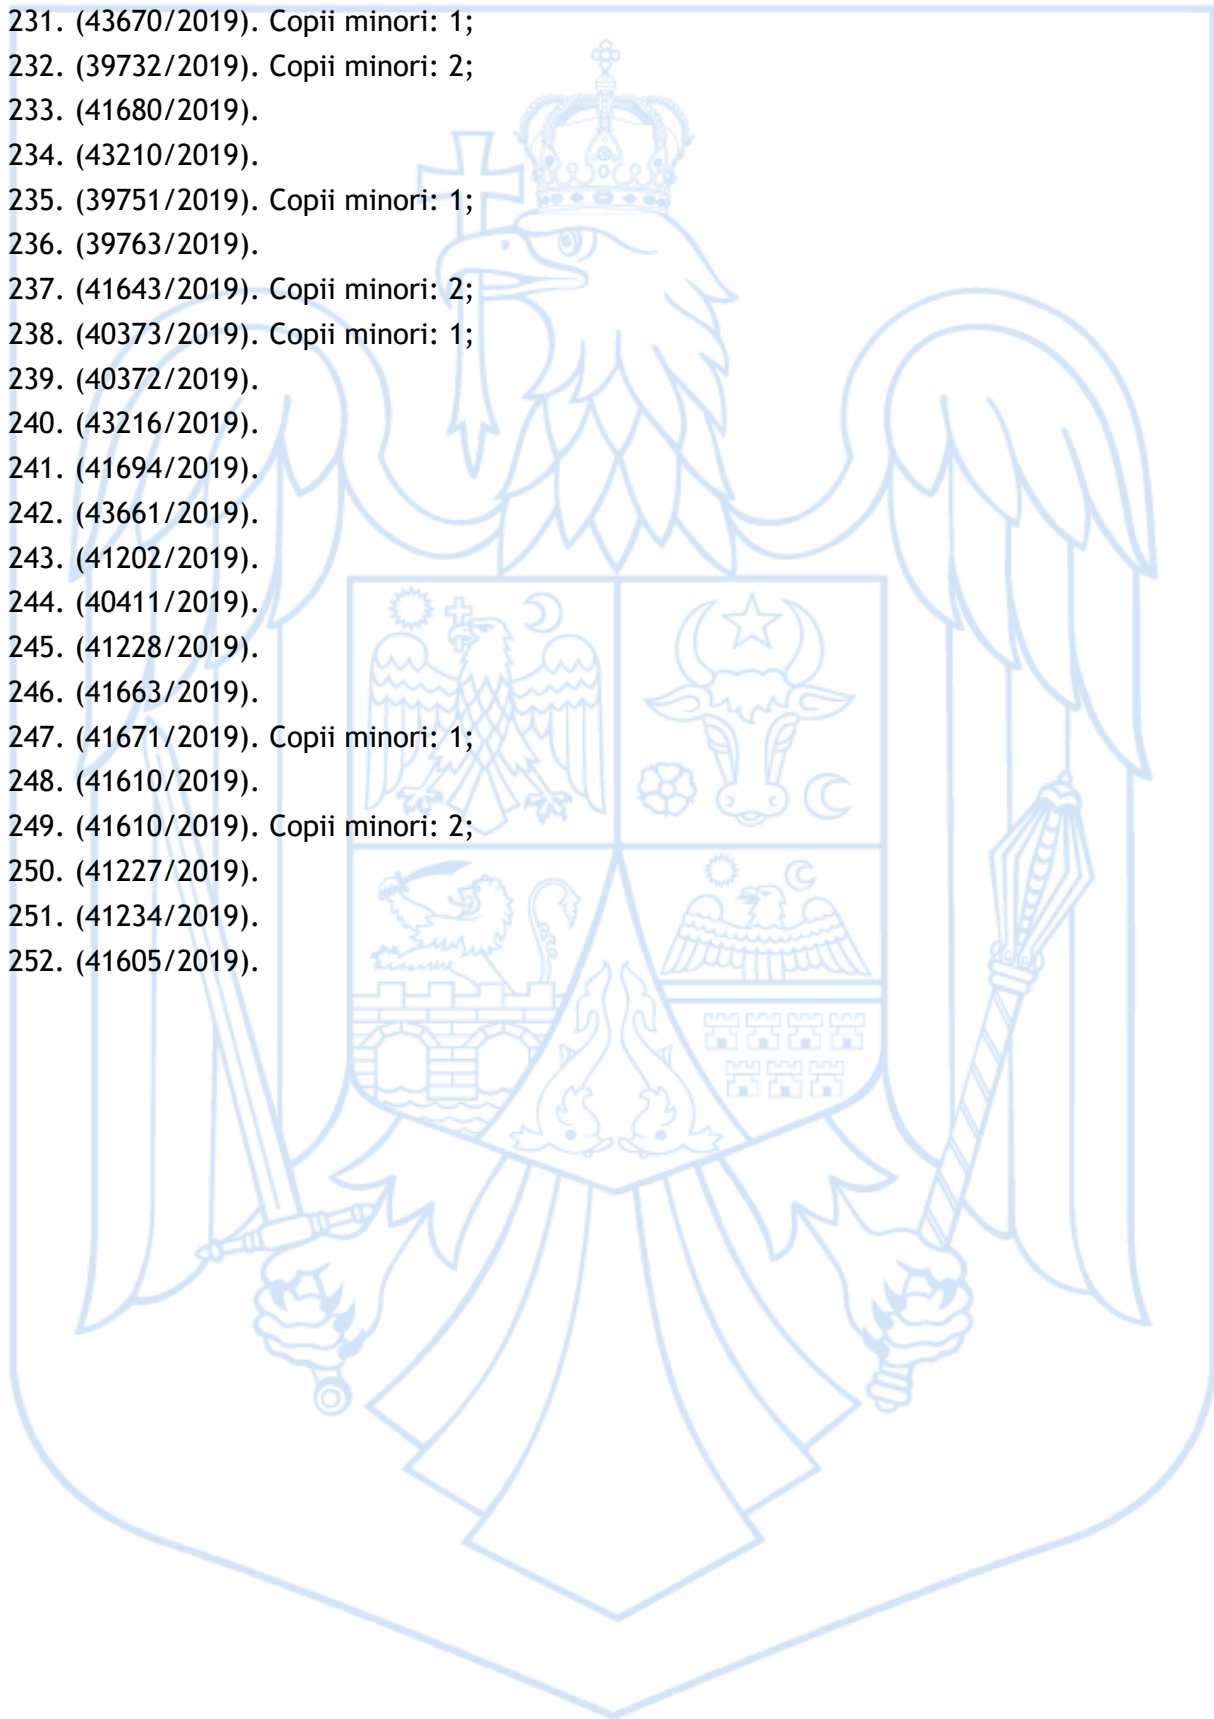 231. (43670/2019). Copii minori: 1;
232. (39732/2019). Copii minori: 2;
233. (41680/2019).
234. (43210/2019).
235. (39751/2019). Copii minori: 1;
236. (39763/2019).
237. (41643/2019). Copii minori: 2;
238. (40373/2019). Copii minori: 1;
239. (40372/2019).
240. (43216/2019).
241. (41694/2019).
242. (43661/2019).
243. (41202/2019).
244. (40411/2019).
245. (41228/2019).
246. (41663/2019).
247. (41671/2019). Copii minori: 1;
248. (41610/2019).
249. (41610/2019). Copii minori: 2;
250. (41227/2019).
251. (41234/2019).
252. (41605/2019).